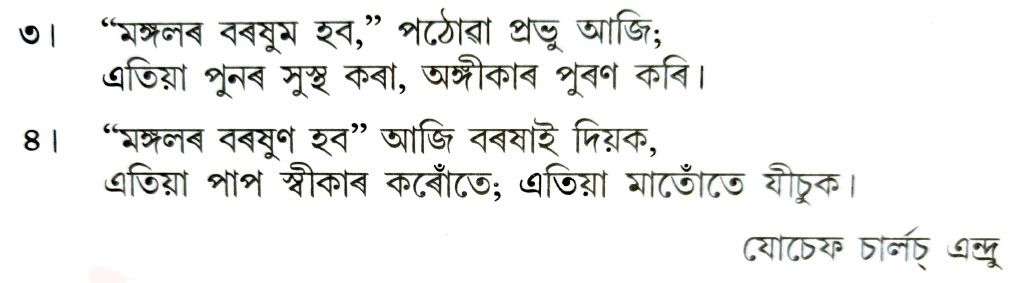 ৩। “মঙ্গলৰ বৰষুম হব,” পঠোৱা প্ৰভু আজি;
এতিয়া পুনৰ সুস্থ কৰা, অঙ্গীকাৰ পুৰণ কৰি।
৪। “মঙ্গলৰ বৰষুণ হব” আজি বৰষাই দিয়ক,
এতিয়া পাপ স্বীকাৰ কৰোঁতে; এতিয়া মাতোঁতে যীচুক।
যোচেফ চাৰ্লচ্ এন্দ্ৰু